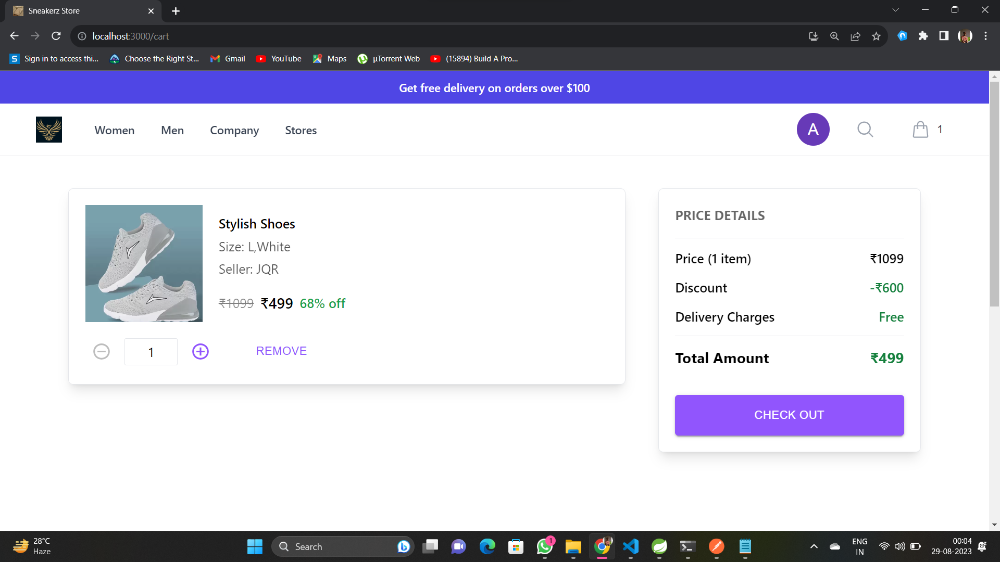 Sneakerz Store
localhost:3000/cart
Sign in to access thi... Choose the Right St... Gmail YouTube Maps µTorrent Web (15894) Build A Pro...
Get free delivery on orders over $100
Women Men Company Stores A 1
Stylish Shoes
Size: L,White
Seller: JQR
₹1099 ₹499 68% off
1 REMOVE
PRICE DETAILS
Price (1 item) ₹1099
Discount -₹600
Delivery Charges Free
Total Amount ₹499
CHECK OUT
28°C
Haze
Search
1
ENG
IN
00:04
29-08-2023